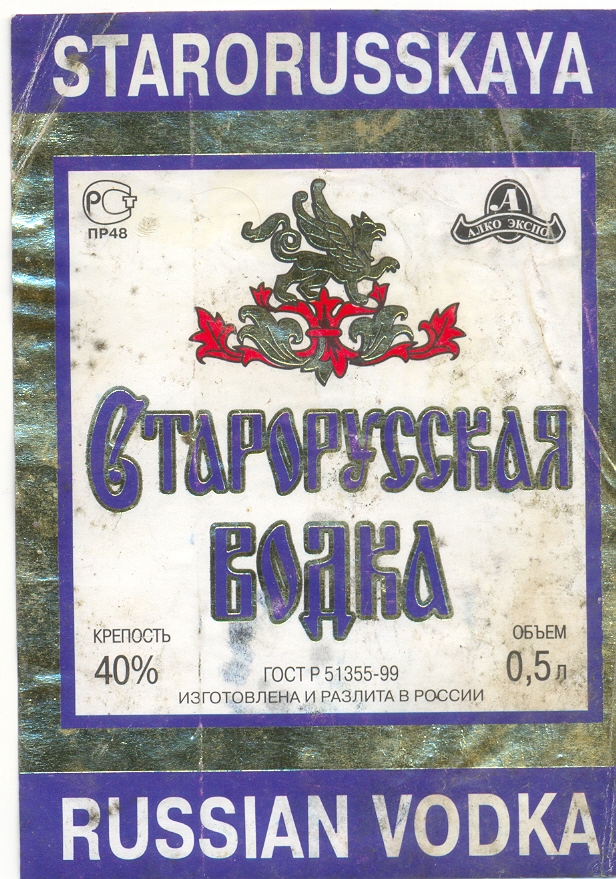 STARORUSSKAYA
РСТ
ПР48
А
АЛКО ЭКСПО
Старорусская
водка
КРЕПОСТЬ
40%
ОБЪЕМ
0,5 л
ГОСТ Р 51355-99
ИЗГОТОВЛЕНА И РАЗЛИТА В РОССИИ
RUSSIAN VODKA